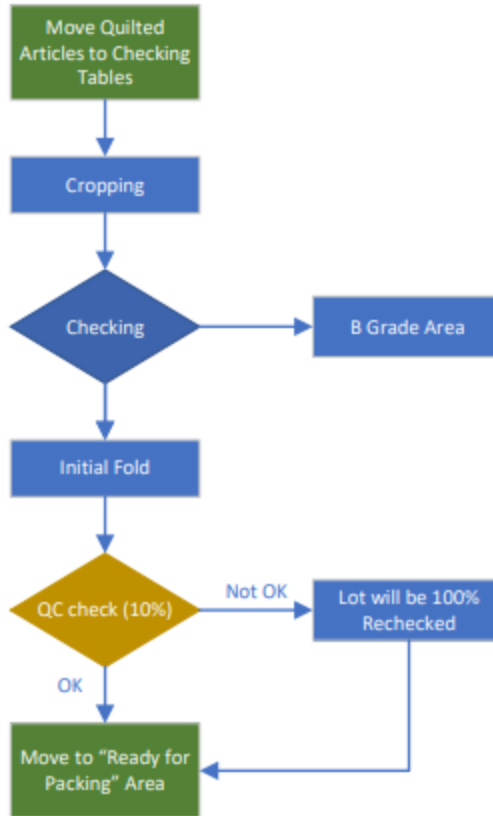 Move Quilted
Articles to Checking
Tables
Cropping
Checking
B Grade Area
Initial Fold
QC check (10%)
Not OK
Lot will be 100%
Rechecked
OK
Move to “Ready for
Packing” Area